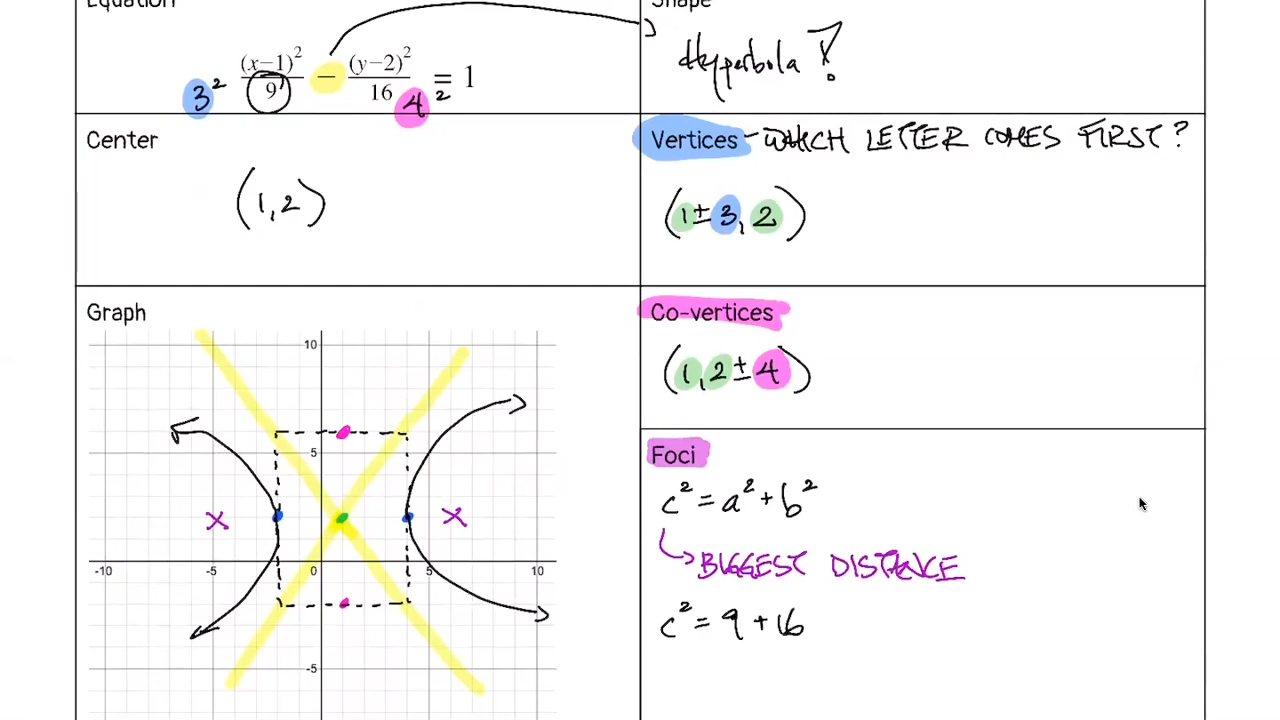 Equation
Shape
(x−1)²/9 − (y−2)²/16 = 1
3²
4²
Hyperbola !
Center
Vertices - WHICH LETTER COMES FIRST?
(1,2)
(1±3, 2)
Graph
Co-vertices
(1, 2±4)
10
5
-10 -5 0 5 10
-5
x x
Foci
c² = a² + b²
BIGGEST DISTANCE
c² = 9 + 16